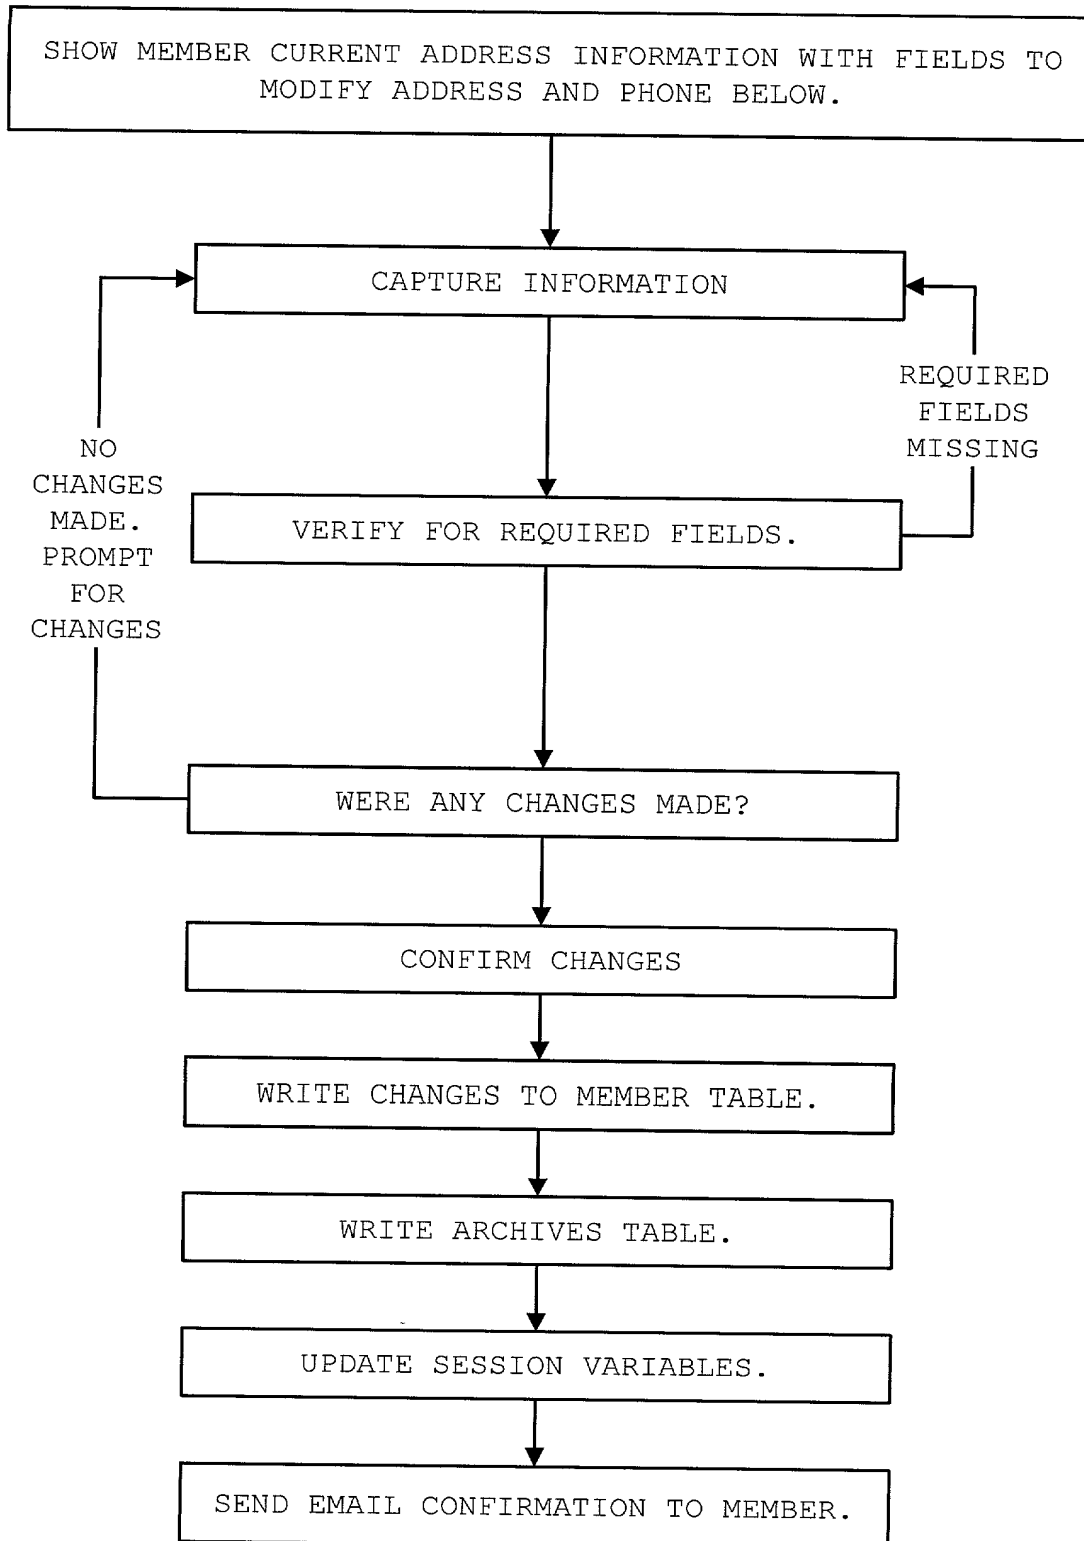 SHOW MEMBER CURRENT ADDRESS INFORMATION WITH FIELDS TO
MODIFY ADDRESS AND PHONE BELOW.
CAPTURE INFORMATION
REQUIRED
FIELDS
MISSING
NO
CHANGES
MADE.
PROMPT
FOR
CHANGES
VERIFY FOR REQUIRED FIELDS.
WERE ANY CHANGES MADE?
CONFIRM CHANGES
WRITE CHANGES TO MEMBER TABLE.
WRITE ARCHIVES TABLE.
UPDATE SESSION VARIABLES.
SEND EMAIL CONFIRMATION TO MEMBER.